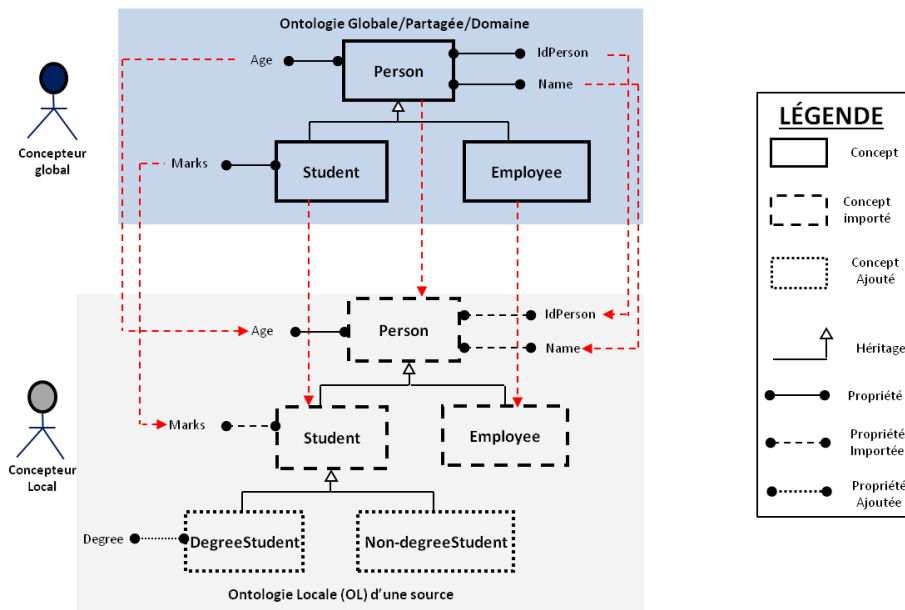 Ontologie Globale/Partagée/Domaine
Age
Person
IdPerson
Name
Concepteur
global
Marks
Student
Employee
Age
Person
IdPerson
Name
Concepteur
Local
Marks
Student
Employee
Degree
DegreeStudent
Non-degreeStudent
Ontologie Locale (OL) d'une source
LÉGENDE
Concept
Concept
importé
Concept
Ajouté
Héritage
Propriété
Propriété
Importée
Propriété
Ajoutée